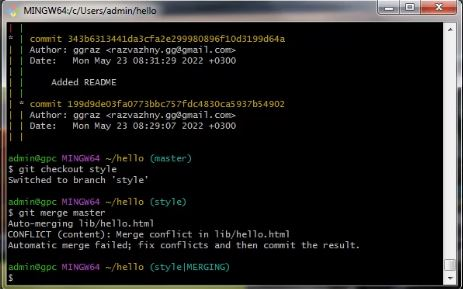 MINGW64:/c/Users/admin/hello
| |
* | commit 343b6313441da3cfa2e299980896f10d3199d64a
| | Author: ggraz <razvazhny.gg@gmail.com>
| | Date:   Mon May 23 08:31:29 2022 +0300
| |
| |     Added README
| |
| * commit 199d9de03fa0773bbc757fdc4830ca5937b54902
| | Author: ggraz <razvazhny.gg@gmail.com>
| | Date:   Mon May 23 08:29:07 2022 +0300
| |
admin@gpc MINGW64 ~/hello (master)
$ git checkout style
Switched to branch 'style'
admin@gpc MINGW64 ~/hello (style)
$ git merge master
Auto-merging lib/hello.html
CONFLICT (content): Merge conflict in lib/hello.html
Automatic merge failed; fix conflicts and then commit the result.
admin@gpc MINGW64 ~/hello (style|MERGING)
$